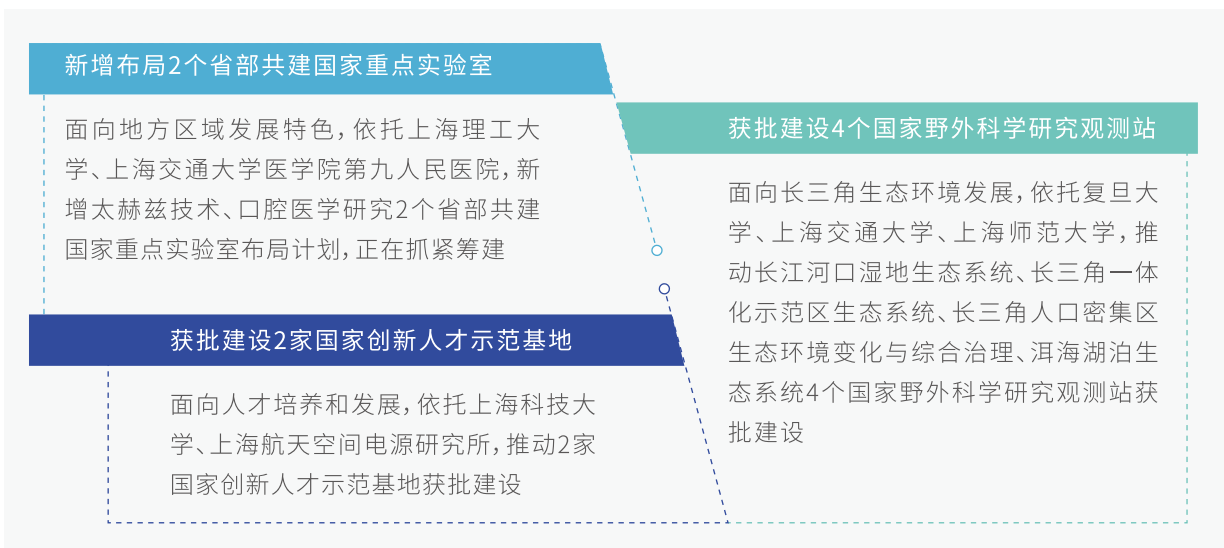 新增布局2个省部共建国家重点实验室
面向地方区域发展特色，依托上海理工大
学、上海交通大学医学院第九人民医院，新
增太赫兹技术、口腔医学研究2个省部共建
国家重点实验室布局计划，正在抓紧筹建
获批建设2家国家创新人才示范基地
面向人才培养和发展，依托上海科技大
学、上海航天空间电源研究所，推动2家
国家创新人才示范基地获批建设
获批建设4个国家野外科学研究观测站
面向长三角生态环境发展，依托复旦大
学、上海交通大学、上海师范大学，推
动长江河口湿地生态系统、长三角一体
化示范区生态系统、长三角人口密集区
生态环境变化与综合治理、洱海湖泊生
态系统4个国家野外科学研究观测站获
批建设